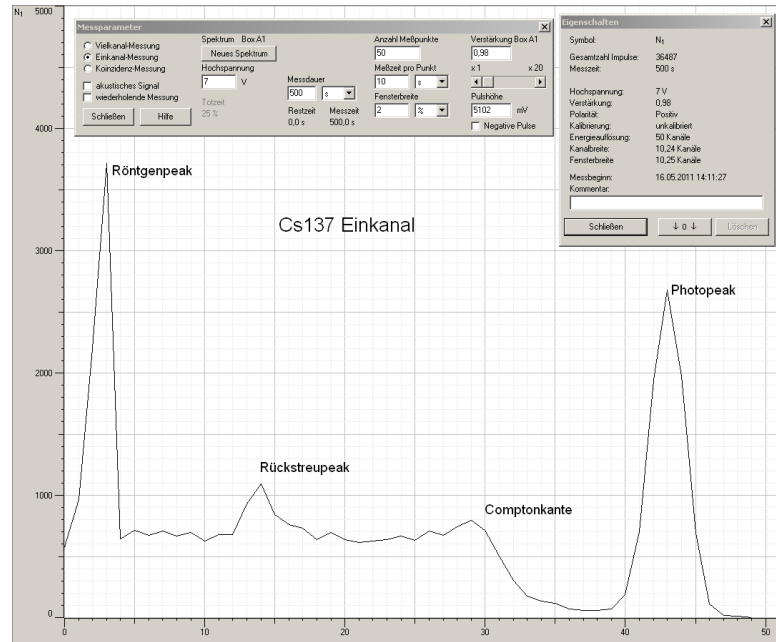 N1
5000
4000
3000
2000
1000
0
0
10
20
30
40
50
Messparameter
Vielkanal-Messung
Einkanal-Messung
Koinzidenz-Messung
akustisches Signal
wiederholende Messung
Schließen
Hilfe
Spektrum Box A1
Neues Spektrum
Hochspannung
7 V
Totzeit
25 %
Messdauer
500 s
Restzeit Messzeit
0,0 s 500,0 s
Anzahl Meßpunkte
50
Meßzeit pro Punkt
10 s
Fensterbreite
2 %
Verstärkung Box A1
0,98
x 1 x 20
Pulshöhe
5102 mV
Negative Pulse
Eigenschaften
Symbol: N1
Gesamtzahl Impulse: 36487
Messzeit: 500 s
Hochspannung: 7 V
Verstärkung: 0,98
Polarität: Positiv
Kalibrierung: unkalibriert
Energieauflösung: 50 Kanäle
Kanalbreite: 10,24 Kanäle
Fensterbreite 10,25 Kanäle
Messbeginn: 16.05.2011 14:11:27
Kommentar:
Schließen ↓ 0 ↓ Löschen
Röntgenpeak
Cs137 Einkanal
Photopeak
Rückstreupeak
Comptonkante